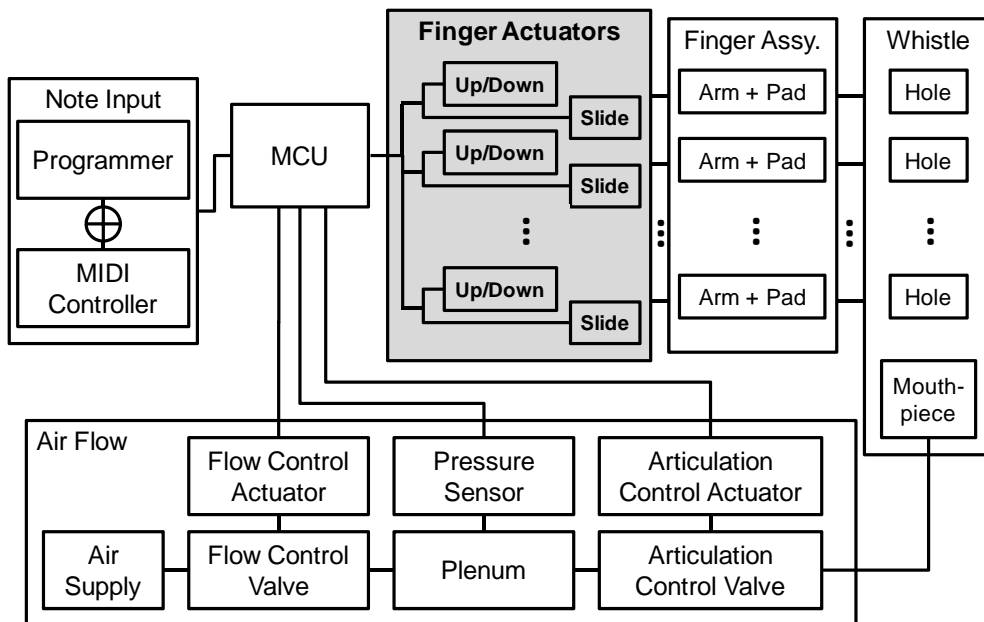 Note Input
Programmer
MIDI
Controller
MCU
Finger Actuators
Up/Down
Slide
Up/Down
Slide
Up/Down
Slide
Finger Assy.
Arm + Pad
Arm + Pad
Arm + Pad
Whistle
Hole
Hole
Hole
Mouth-
piece
Air Flow
Flow Control
Actuator
Pressure
Sensor
Articulation
Control Actuator
Air
Supply
Flow Control
Valve
Plenum
Articulation
Control Valve